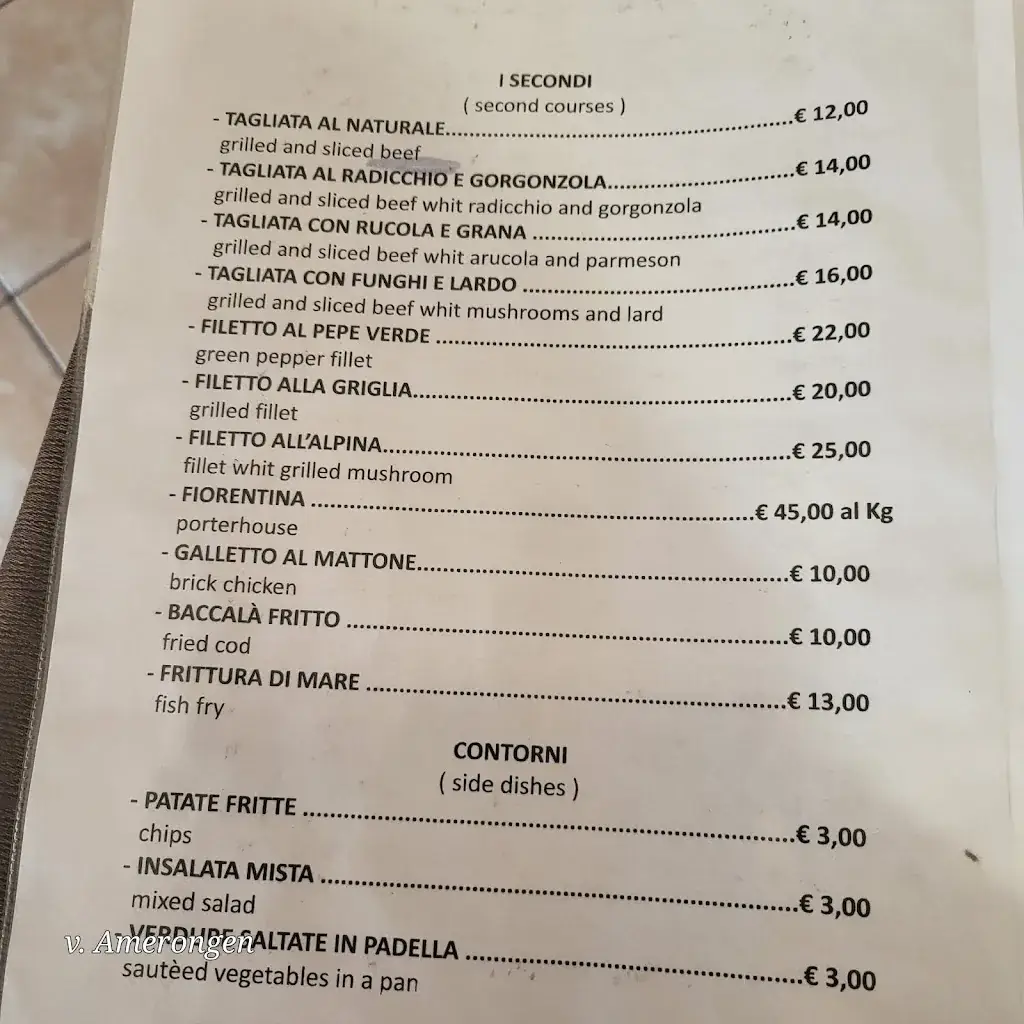 I SECONDI
( second courses )
- TAGLIATA AL NATURALE..........€ 12,00
grilled and sliced beef
- TAGLIATA AL RADICCHIO E GORGONZOLA..........€ 14,00
grilled and sliced beef whit radicchio and gorgonzola
- TAGLIATA CON RUCOLA E GRANA ..........€ 14,00
grilled and sliced beef whit arucola and parmeson
- TAGLIATA CON FUNGHI E LARDO ..........€ 16,00
grilled and sliced beef whit mushrooms and lard
- FILETTO AL PEPE VERDE ..........€ 22,00
green pepper fillet
- FILETTO ALLA GRIGLIA..........€ 20,00
grilled fillet
- FILETTO ALL'ALPINA..........€ 25,00
fillet whit grilled mushroom
- FIORENTINA ..........€ 45,00 al Kg
porterhouse
- GALLETTO AL MATTONE..........€ 10,00
brick chicken
- BACCALÀ FRITTO ..........€ 10,00
fried cod
- FRITTURA DI MARE ..........€ 13,00
fish fry
CONTORNI
( side dishes )
- PATATE FRITTE ..........€ 3,00
chips
- INSALATA MISTA ..........€ 3,00
mixed salad
- VERDURE SALTATE IN PADELLA ..........€ 3,00
v. Amerongen
sautèed vegetables in a pan